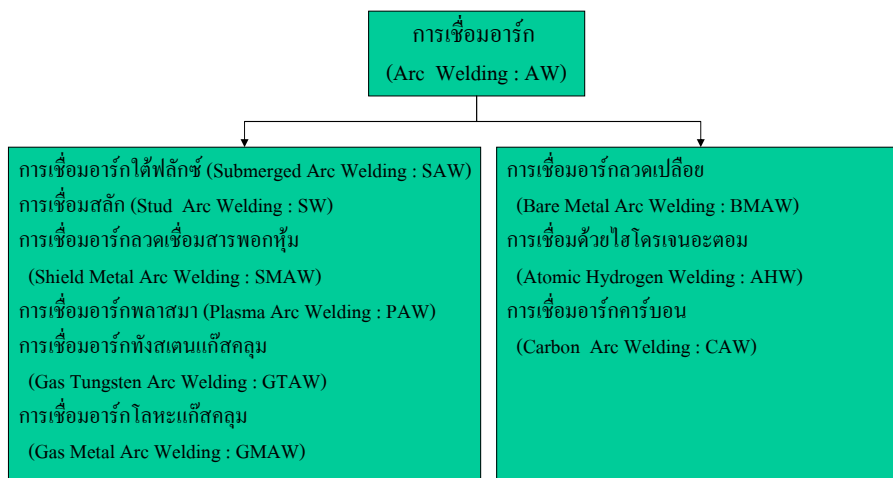 การเชื่อมอาร์ก
(Arc Welding : AW)
การเชื่อมอาร์กใต้ฟลักซ์ (Submerged Arc Welding : SAW)
การเชื่อมสลัก (Stud Arc Welding : SW)
การเชื่อมอาร์กลวดเชื่อมสารพอกหุ้ม
(Shield Metal Arc Welding : SMAW)
การเชื่อมอาร์กพลาสมา (Plasma Arc Welding : PAW)
การเชื่อมอาร์กทังสเตนแก๊สคลุม
(Gas Tungsten Arc Welding : GTAW)
การเชื่อมอาร์กโลหะแก๊สคลุม
(Gas Metal Arc Welding : GMAW)
การเชื่อมอาร์กลวดเปลือย
(Bare Metal Arc Welding : BMAW)
การเชื่อมด้วยไฮโดรเจนอะตอม
(Atomic Hydrogen Welding : AHW)
การเชื่อมอาร์กคาร์บอน
(Carbon Arc Welding : CAW)